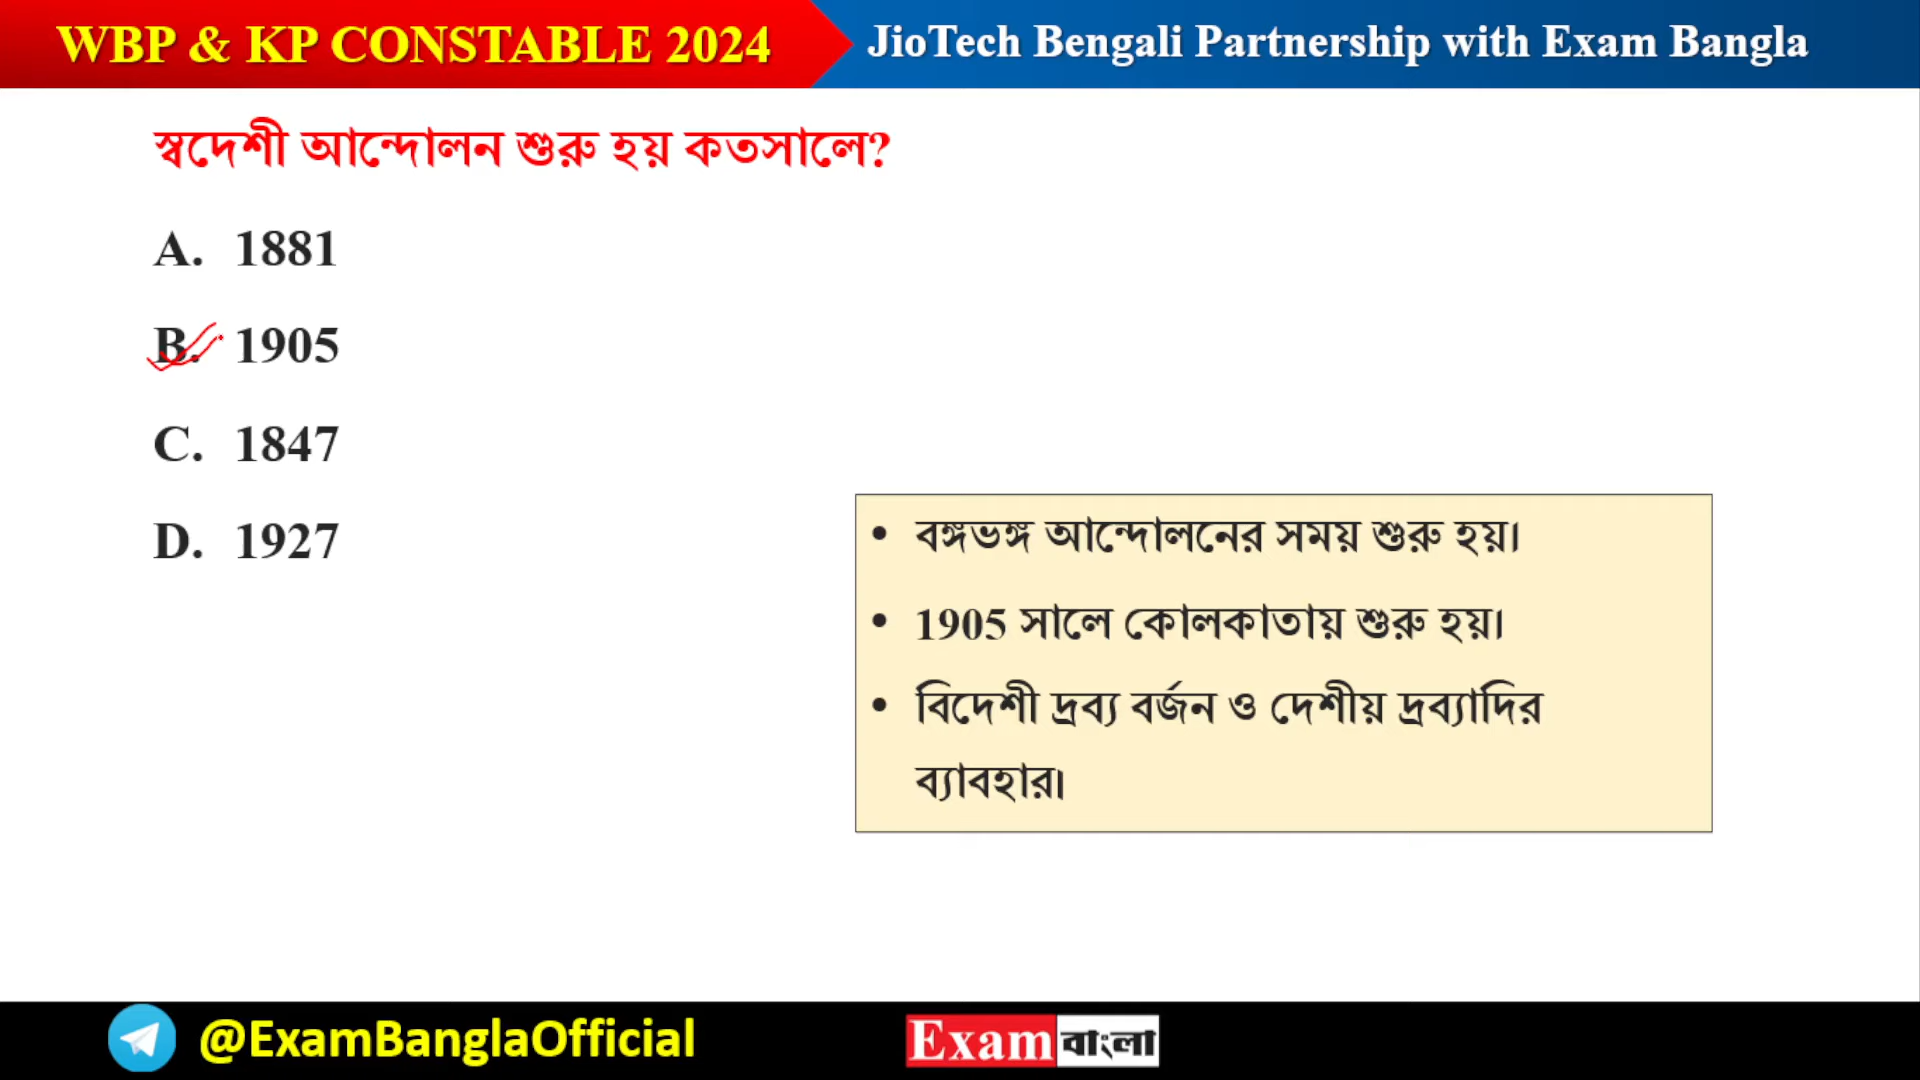 WBP & KP CONSTABLE 2024
JioTech Bengali Partnership with Exam Bangla
স্বদেশী আন্দোলন শুরু হয় কতসালে?
A. 1881
B. 1905
C. 1847
D. 1927
• বঙ্গভঙ্গ আন্দোলনের সময় শুরু হয়।
• 1905 সালে কোলকাতায় শুরু হয়।
• বিদেশী দ্রব্য বর্জন ও দেশীয় দ্রব্যাদির
ব্যাবহার।
@ExamBanglaOfficial
Exam বাংলা